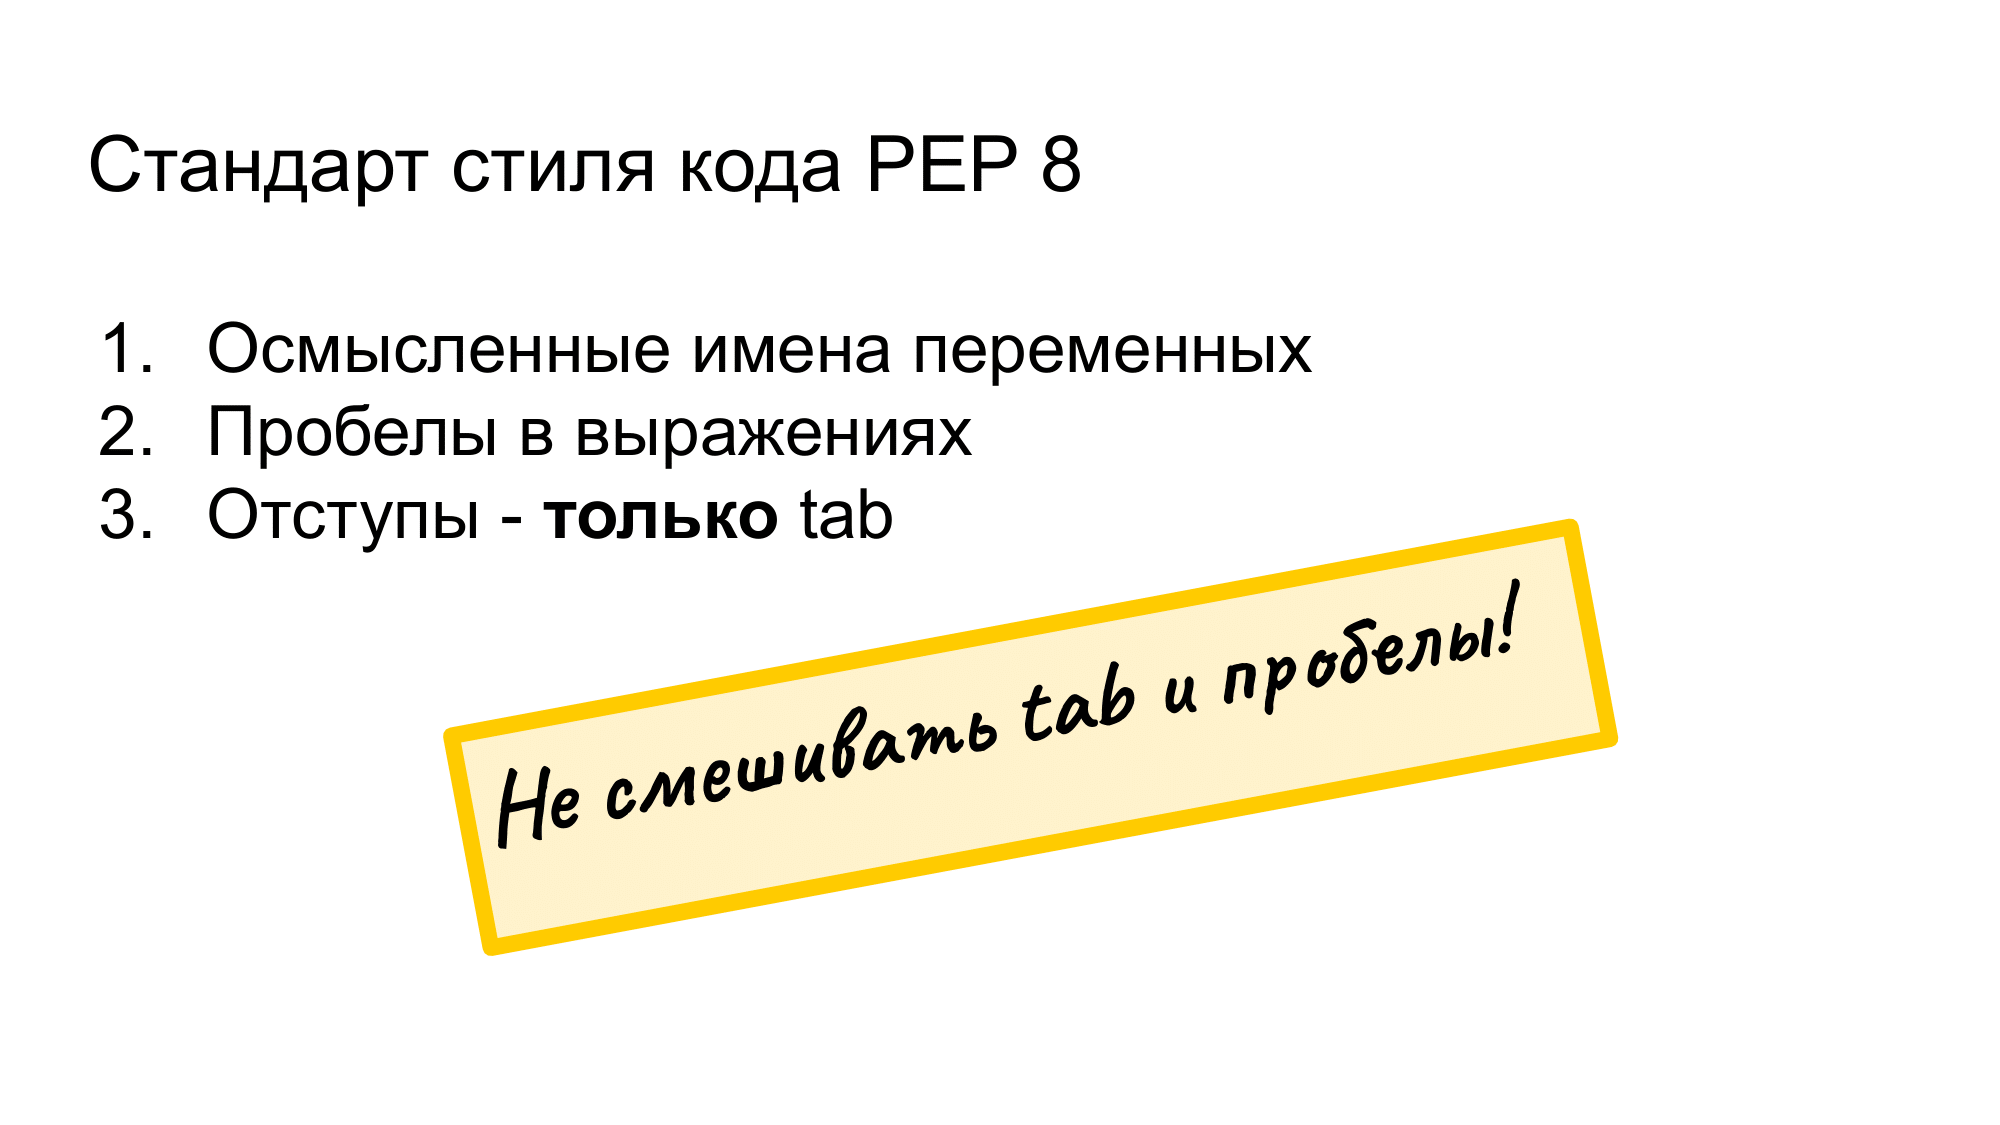 Стандарт стиля кода PEP 8
1. Осмысленные имена переменных
2. Пробелы в выражениях
3. Отступы - только tab
Не смешивать tab и пробелы!